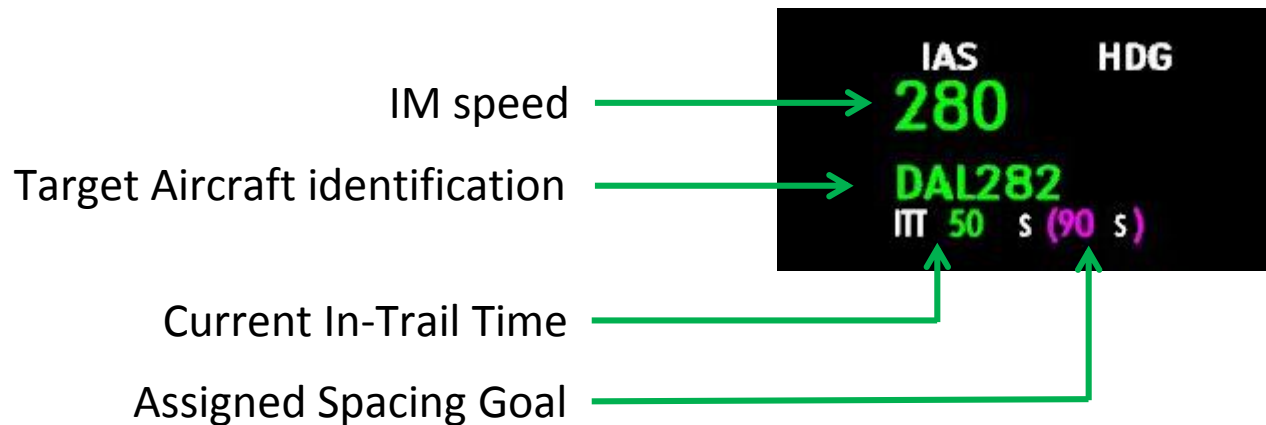 IAS HDG
IM speed 280
Target Aircraft identification DAL282
ITT 50 s (90 s)
Current In-Trail Time
Assigned Spacing Goal